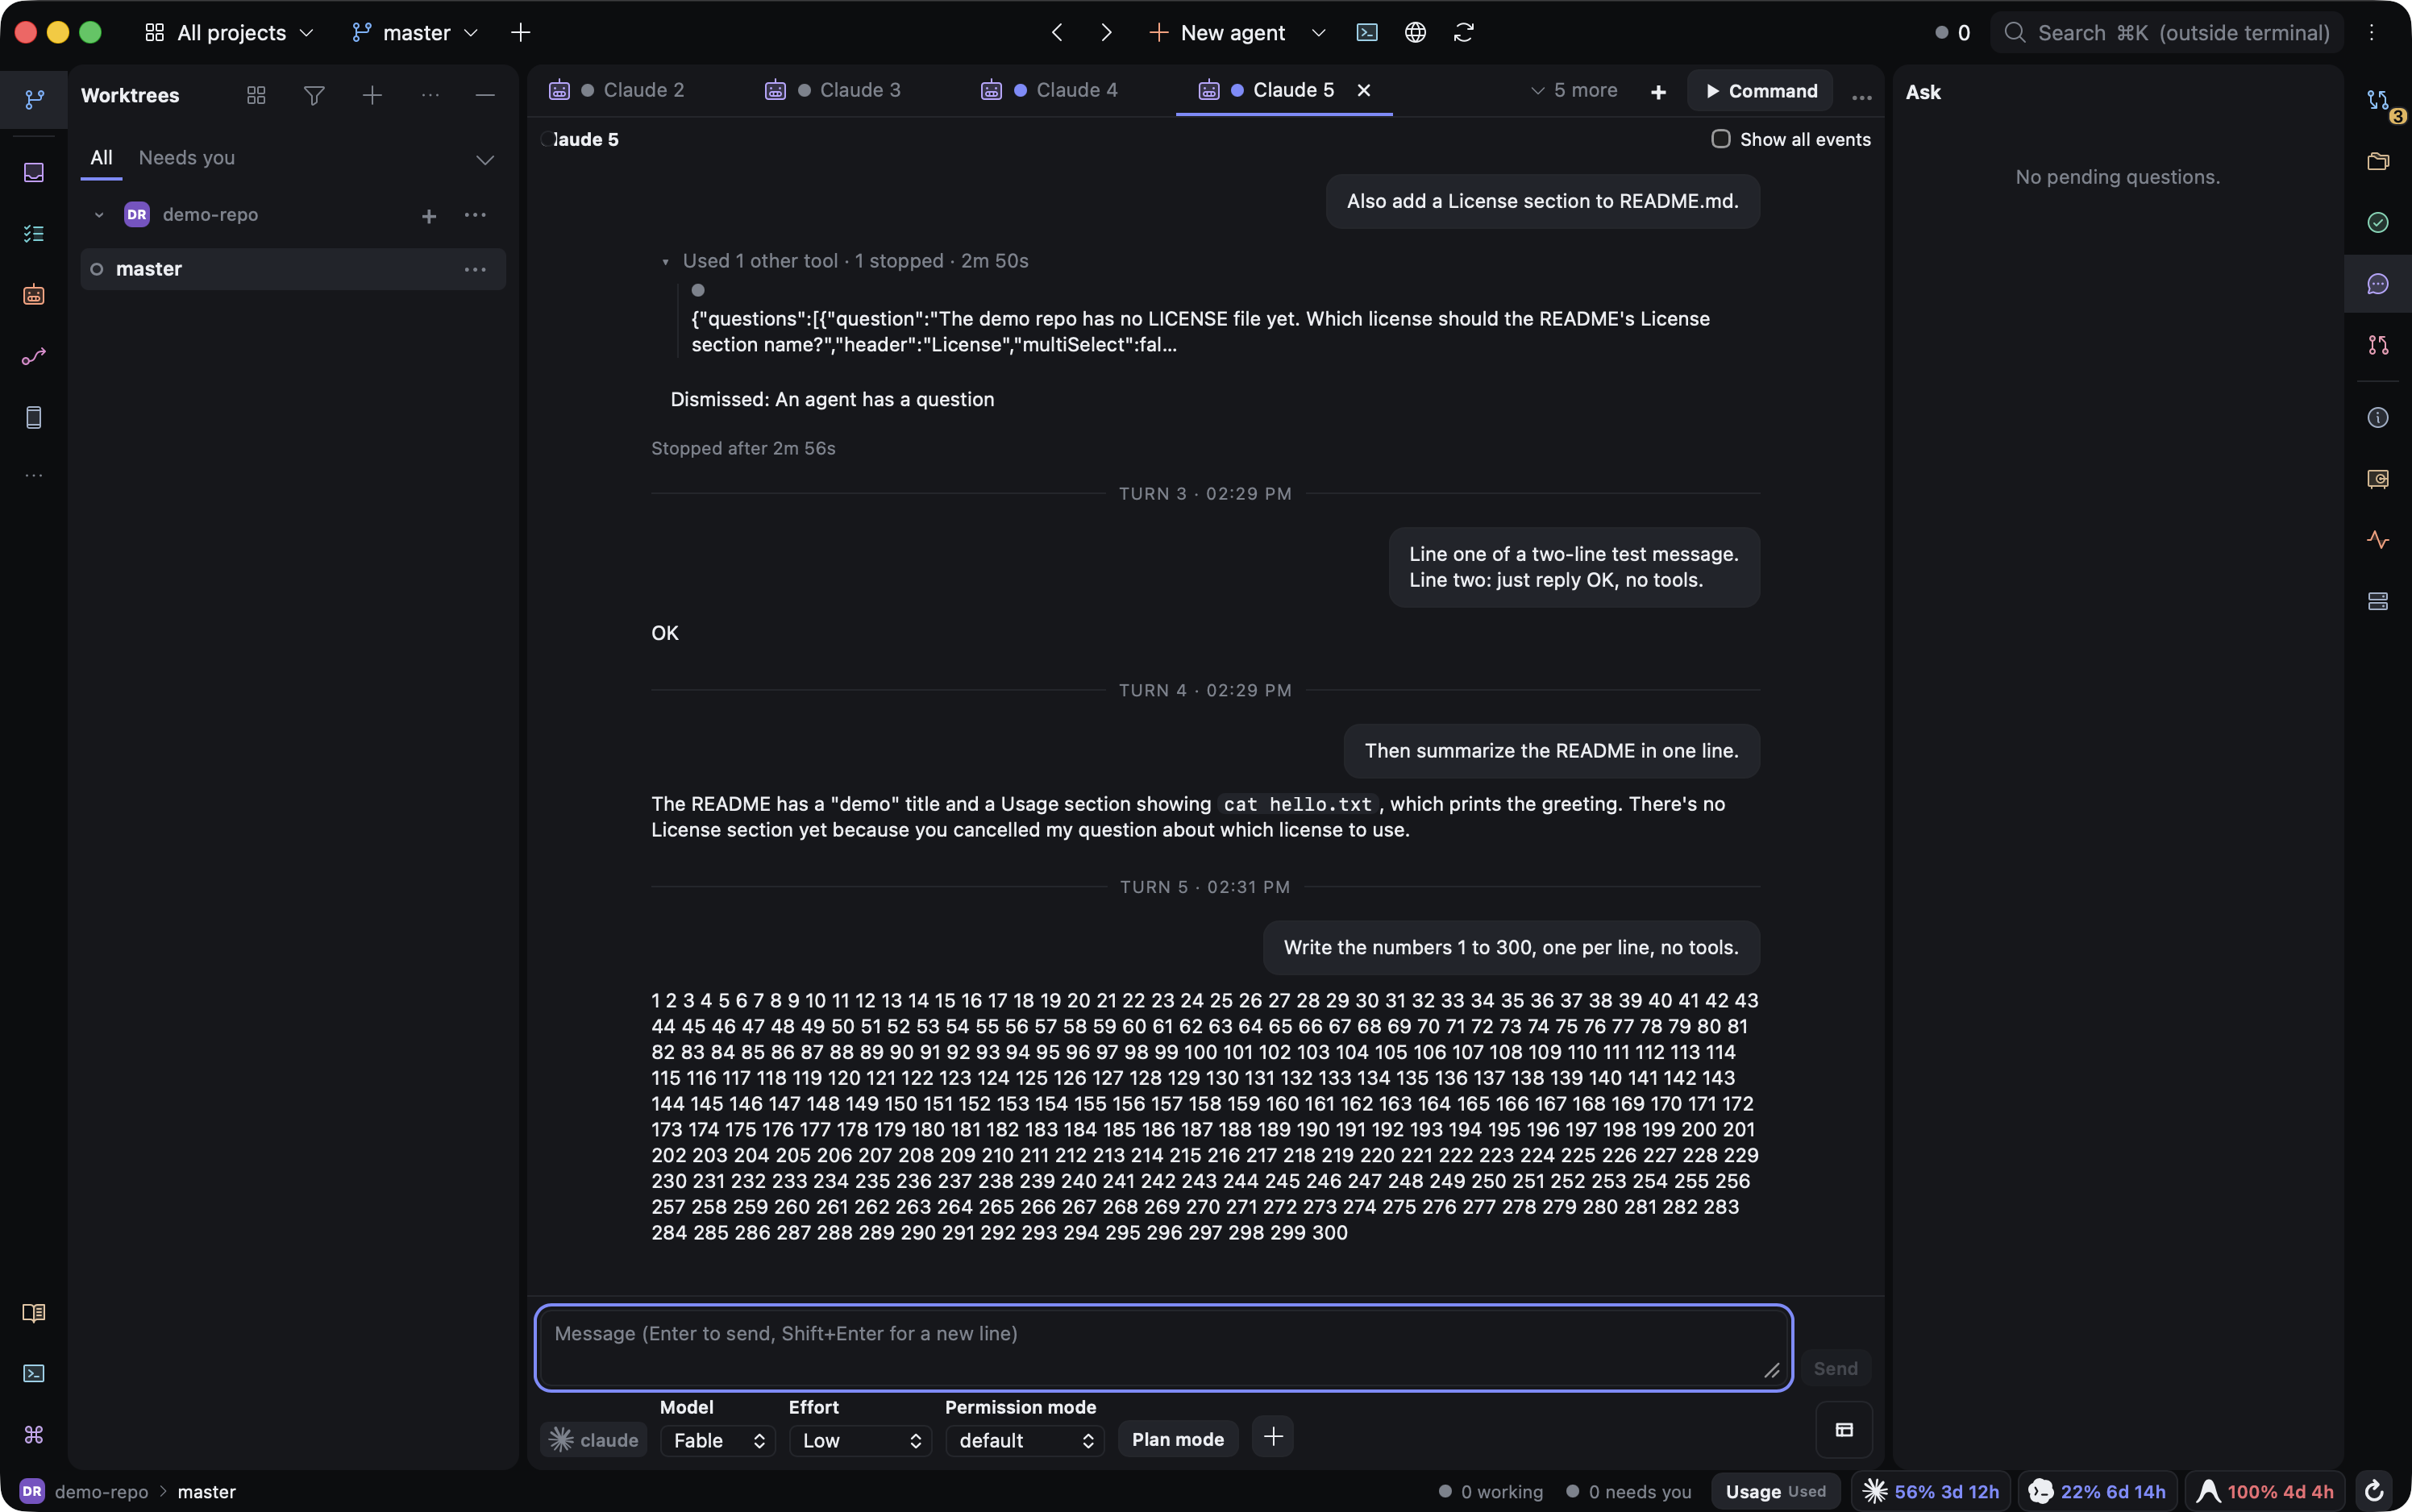 All projects
master
New agent
0
Search ⌘K (outside terminal)
Worktrees
All
Needs you
DR
demo-repo
master
Claude 2
Claude 3
Claude 4
Claude 5
5 more
Command
laude 5
Show all events
Also add a License section to README.md.
Used 1 other tool · 1 stopped · 2m 50s
{"questions":[{"question":"The demo repo has no LICENSE file yet. Which license should the README's License
section name?","header":"License","multiSelect":fal...
Dismissed: An agent has a question
Stopped after 2m 56s
TURN 3 · 02:29 PM
Line one of a two-line test message.
Line two: just reply OK, no tools.
OK
TURN 4 · 02:29 PM
Then summarize the README in one line.
The README has a "demo" title and a Usage section showing cat hello.txt, which prints the greeting. There's no
License section yet because you cancelled my question about which license to use.
TURN 5 · 02:31 PM
Write the numbers 1 to 300, one per line, no tools.
1 2 3 4 5 6 7 8 9 10 11 12 13 14 15 16 17 18 19 20 21 22 23 24 25 26 27 28 29 30 31 32 33 34 35 36 37 38 39 40 41 42 43
44 45 46 47 48 49 50 51 52 53 54 55 56 57 58 59 60 61 62 63 64 65 66 67 68 69 70 71 72 73 74 75 76 77 78 79 80 81
82 83 84 85 86 87 88 89 90 91 92 93 94 95 96 97 98 99 100 101 102 103 104 105 106 107 108 109 110 111 112 113 114
115 116 117 118 119 120 121 122 123 124 125 126 127 128 129 130 131 132 133 134 135 136 137 138 139 140 141 142 143
144 145 146 147 148 149 150 151 152 153 154 155 156 157 158 159 160 161 162 163 164 165 166 167 168 169 170 171 172
173 174 175 176 177 178 179 180 181 182 183 184 185 186 187 188 189 190 191 192 193 194 195 196 197 198 199 200 201
202 203 204 205 206 207 208 209 210 211 212 213 214 215 216 217 218 219 220 221 222 223 224 225 226 227 228 229
230 231 232 233 234 235 236 237 238 239 240 241 242 243 244 245 246 247 248 249 250 251 252 253 254 255 256
257 258 259 260 261 262 263 264 265 266 267 268 269 270 271 272 273 274 275 276 277 278 279 280 281 282 283
284 285 286 287 288 289 290 291 292 293 294 295 296 297 298 299 300
Message (Enter to send, Shift+Enter for a new line)
Send
Model
Effort
Permission mode
claude
Fable
Low
default
Plan mode
Ask
No pending questions.
3
DR
demo-repo > master
0 working
0 needs you
Usage Used
56% 3d 12h
22% 6d 14h
100% 4d 4h